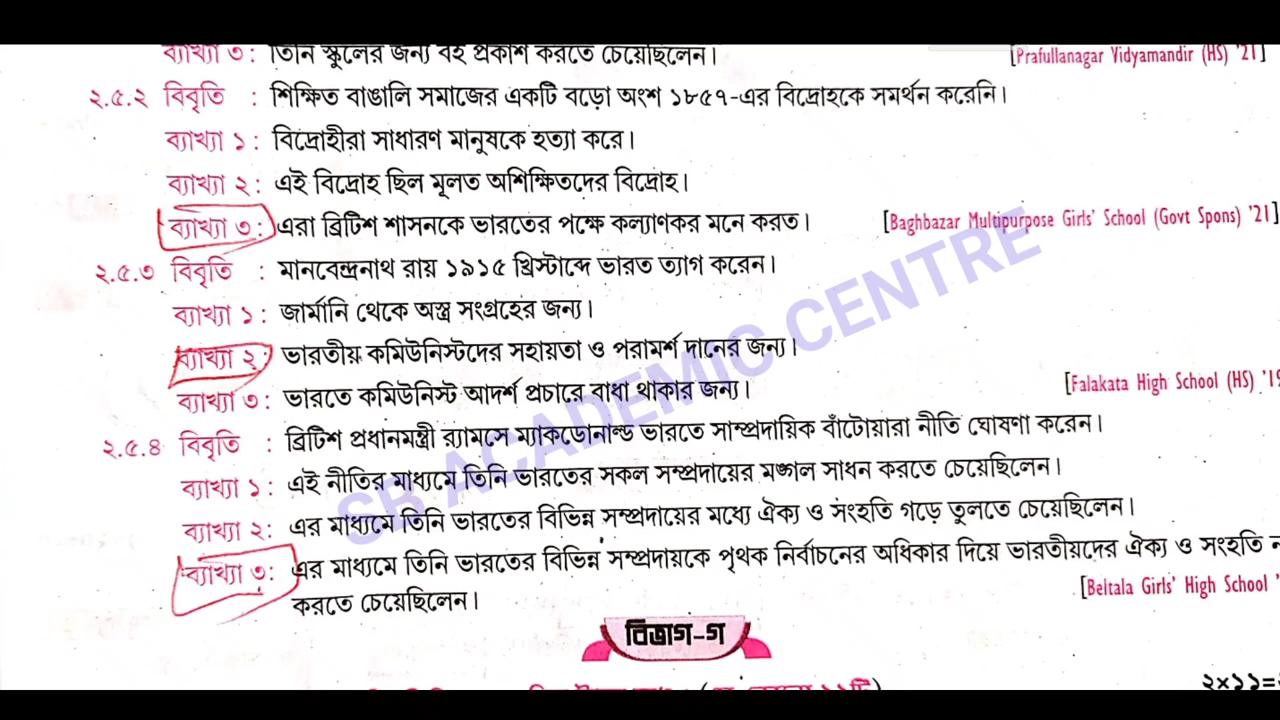 ব্যাখ্যা ৩: তিনি স্কুলের জন্য বই প্রকাশ করতে চেয়েছিলেন। [Prafullanagar Vidyamandir (HS) '21]
২.৫.২ বিবৃতি : শিক্ষিত বাঙালি সমাজের একটি বড়ো অংশ ১৮৫৭-এর বিদ্রোহকে সমর্থন করেনি।
ব্যাখ্যা ১: বিদ্রোহীরা সাধারণ মানুষকে হত্যা করে।
ব্যাখ্যা ২: এই বিদ্রোহ ছিল মূলত অশিক্ষিতদের বিদ্রোহ।
ব্যাখ্যা ৩: এরা ব্রিটিশ শাসনকে ভারতের পক্ষে কল্যাণকর মনে করত। [Baghbazar Multipurpose Girls' School (Govt Spons) '21]
২.৫.৩ বিবৃতি : মানবেন্দ্রনাথ রায় ১৯১৫ খ্রিস্টাব্দে ভারত ত্যাগ করেন।
ব্যাখ্যা ১: জার্মানি থেকে অস্ত্র সংগ্রহের জন্য।
ব্যাখ্যা ২: ভারতীয় কমিউনিস্টদের সহায়তা ও পরামর্শ দানের জন্য।
ব্যাখ্যা ৩: ভারতে কমিউনিস্ট আদর্শ প্রচারে বাধা থাকার জন্য। [Falakata High School (HS)
২.৫.৪ বিবৃতি : ব্রিটিশ প্রধানমন্ত্রী র‍্যামসে ম্যাকডোনাল্ড ভারতে সাম্প্রদায়িক বাঁটোয়ারা নীতি ঘোষণা করেন।
ব্যাখ্যা ১: এই নীতির মাধ্যমে তিনি ভারতের সকল সম্প্রদায়ের মঙ্গল সাধন করতে চেয়েছিলেন।
ব্যাখ্যা ২: এর মাধ্যমে তিনি ভারতের বিভিন্ন সম্প্রদায়ের মধ্যে ঐক্য ও সংহতি গড়ে তুলতে চেয়েছিলেন।
ব্যাখ্যা ৩: এর মাধ্যমে তিনি ভারতের বিভিন্ন সম্প্রদায়কে পৃথক নির্বাচনের অধিকার দিয়ে ভারতীয়দের ঐক্য ও সংহতি
করতে চেয়েছিলেন। [Beltala Girls' High School '
বিভাগ-গ
২×১১=
SB ACADEMIC CENTRE